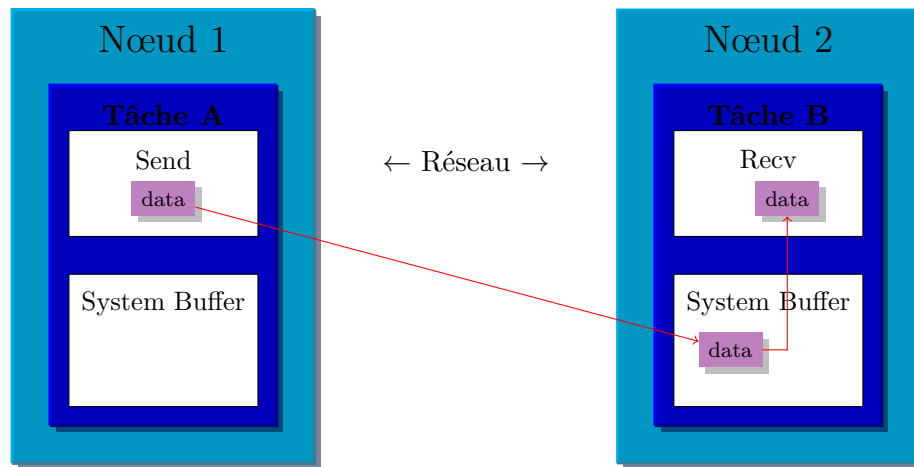 Nœud 1
Tâche A
Send
data
System Buffer
← Réseau →
Nœud 2
Tâche B
Recv
data
System Buffer
data